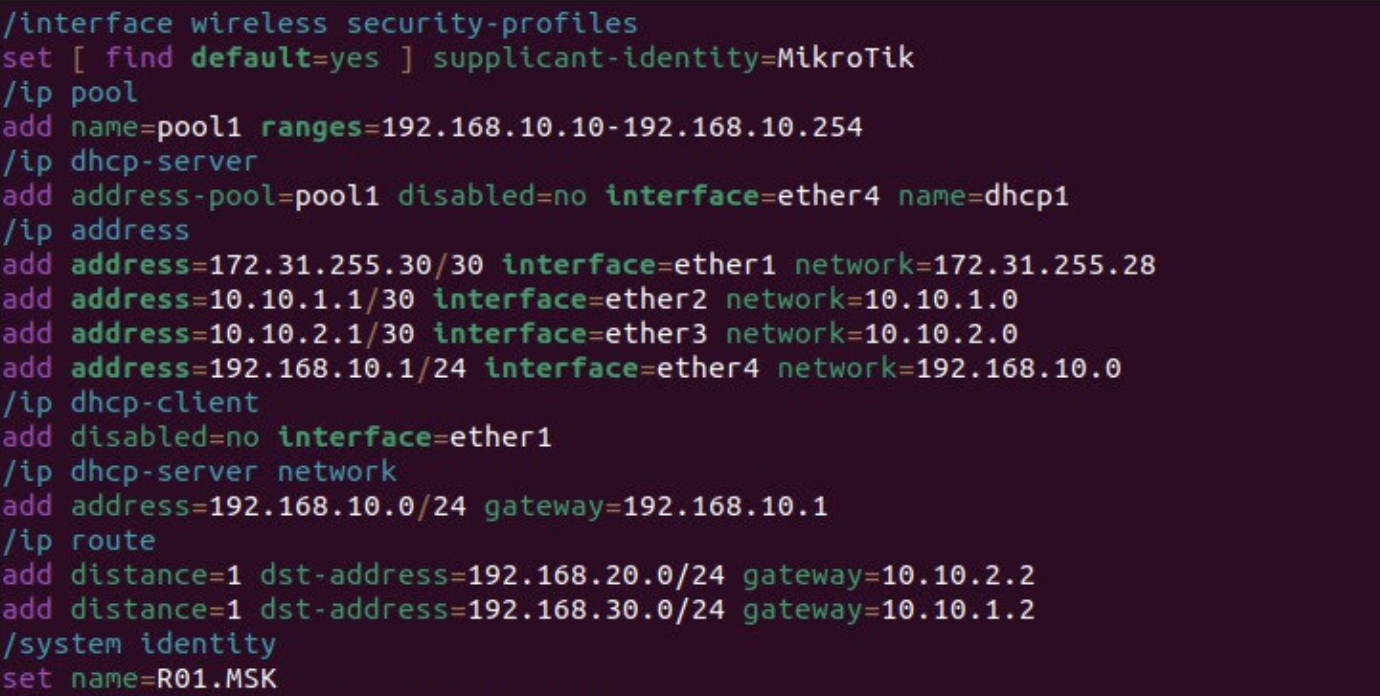 /interface wireless security-profiles
set [ find default=yes ] supplicant-identity=MikroTik
/ip pool
add name=pool1 ranges=192.168.10.10-192.168.10.254
/ip dhcp-server
add address-pool=pool1 disabled=no interface=ether4 name=dhcp1
/ip address
add address=172.31.255.30/30 interface=ether1 network=172.31.255.28
add address=10.10.1.1/30 interface=ether2 network=10.10.1.0
add address=10.10.2.1/30 interface=ether3 network=10.10.2.0
add address=192.168.10.1/24 interface=ether4 network=192.168.10.0
/ip dhcp-client
add disabled=no interface=ether1
/ip dhcp-server network
add address=192.168.10.0/24 gateway=192.168.10.1
/ip route
add distance=1 dst-address=192.168.20.0/24 gateway=10.10.2.2
add distance=1 dst-address=192.168.30.0/24 gateway=10.10.1.2
/system identity
set name=R01.MSK